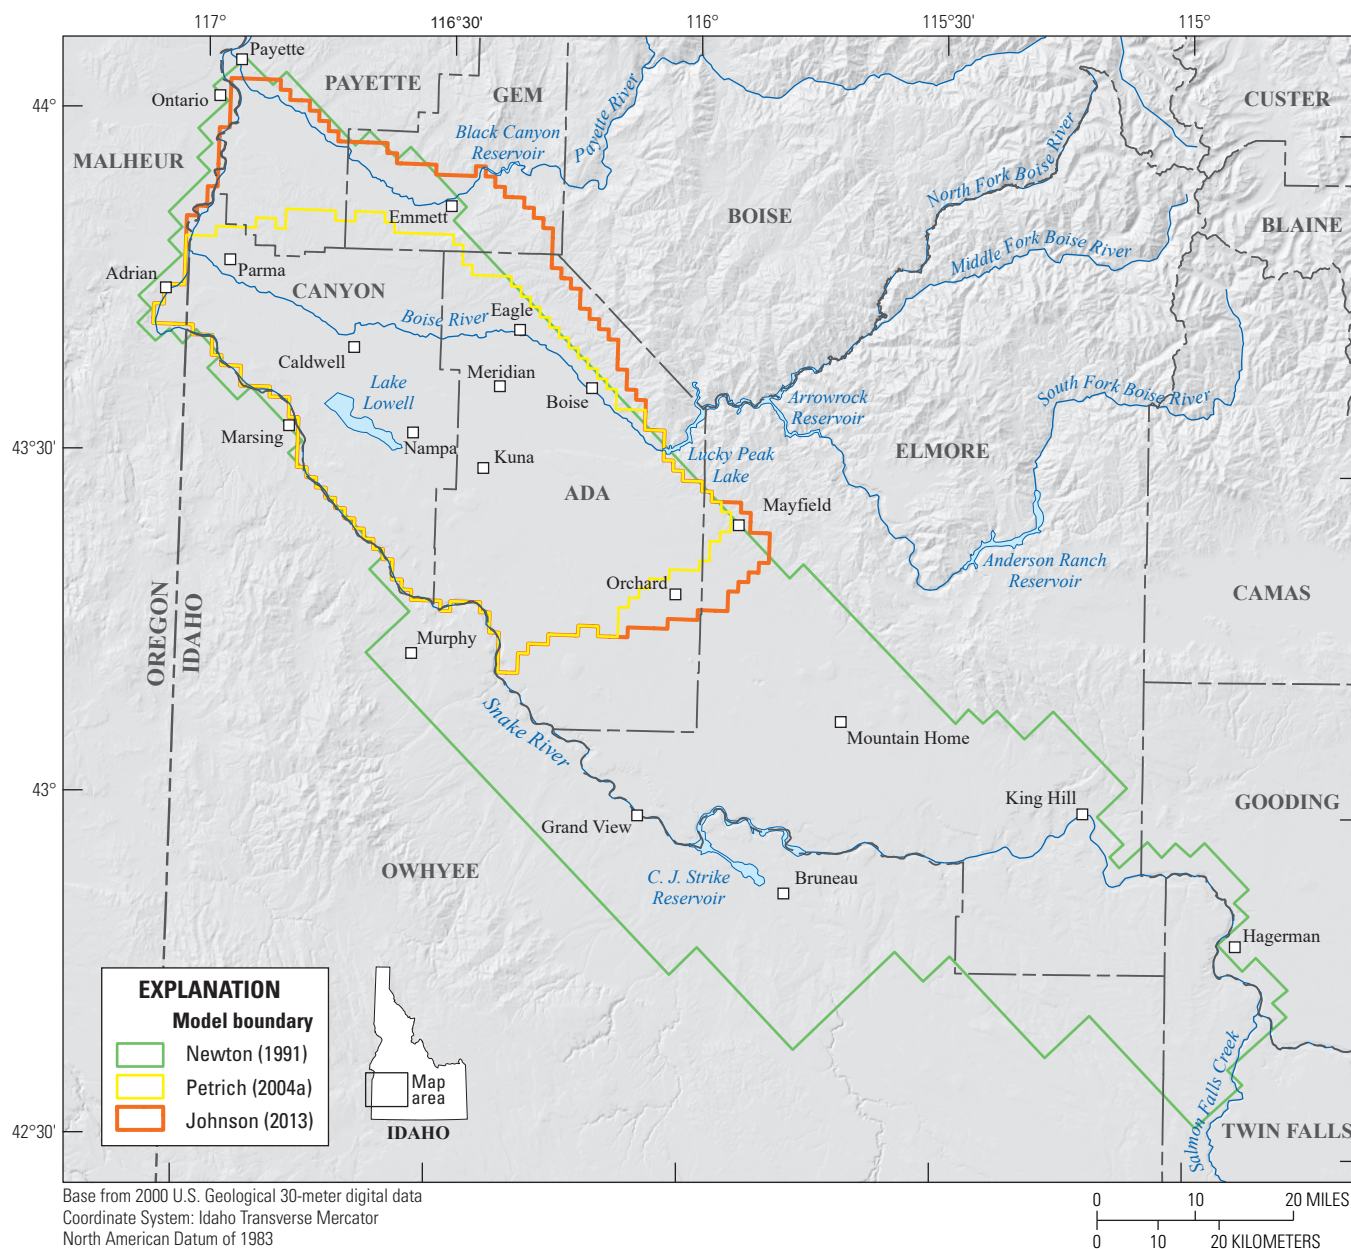 117°
116°30'
116°
115°30'
115°
Payette
PAYETTE
44°
Ontario
GEM
CUSTER
Black Canyon
Reservoir
Payette River
MALHEUR
North Fork Boise River
Emmett
BOISE
BLAINE
Middle Fork Boise River
Parma
Adrian
CANYON
Boise River
Eagle
Caldwell
Meridian
Lake
Lowell
Boise
Arrowrock
Reservoir
South Fork Boise River
Marsing
43°30'
Nampa
Kuna
Lucky Peak
Lake
ELMORE
ADA
Mayfield
Orchard
Anderson Ranch
Reservoir
CAMAS
OREGON
IDAHO
Murphy
Snake River
Mountain Home
43°
King Hill
GOODING
Grand View
OWHYEE
C. J. Strike
Reservoir
Bruneau
Hagerman
EXPLANATION
Model boundary
Newton (1991)
Petrich (2004a)
Johnson (2013)
Map
area
IDAHO
Salmon Falls Creek
42°30'
TWIN FALLS
Base from 2000 U.S. Geological 30-meter digital data
Coordinate System: Idaho Transverse Mercator
North American Datum of 1983
0 10 20 MILES
0 10 20 KILOMETERS